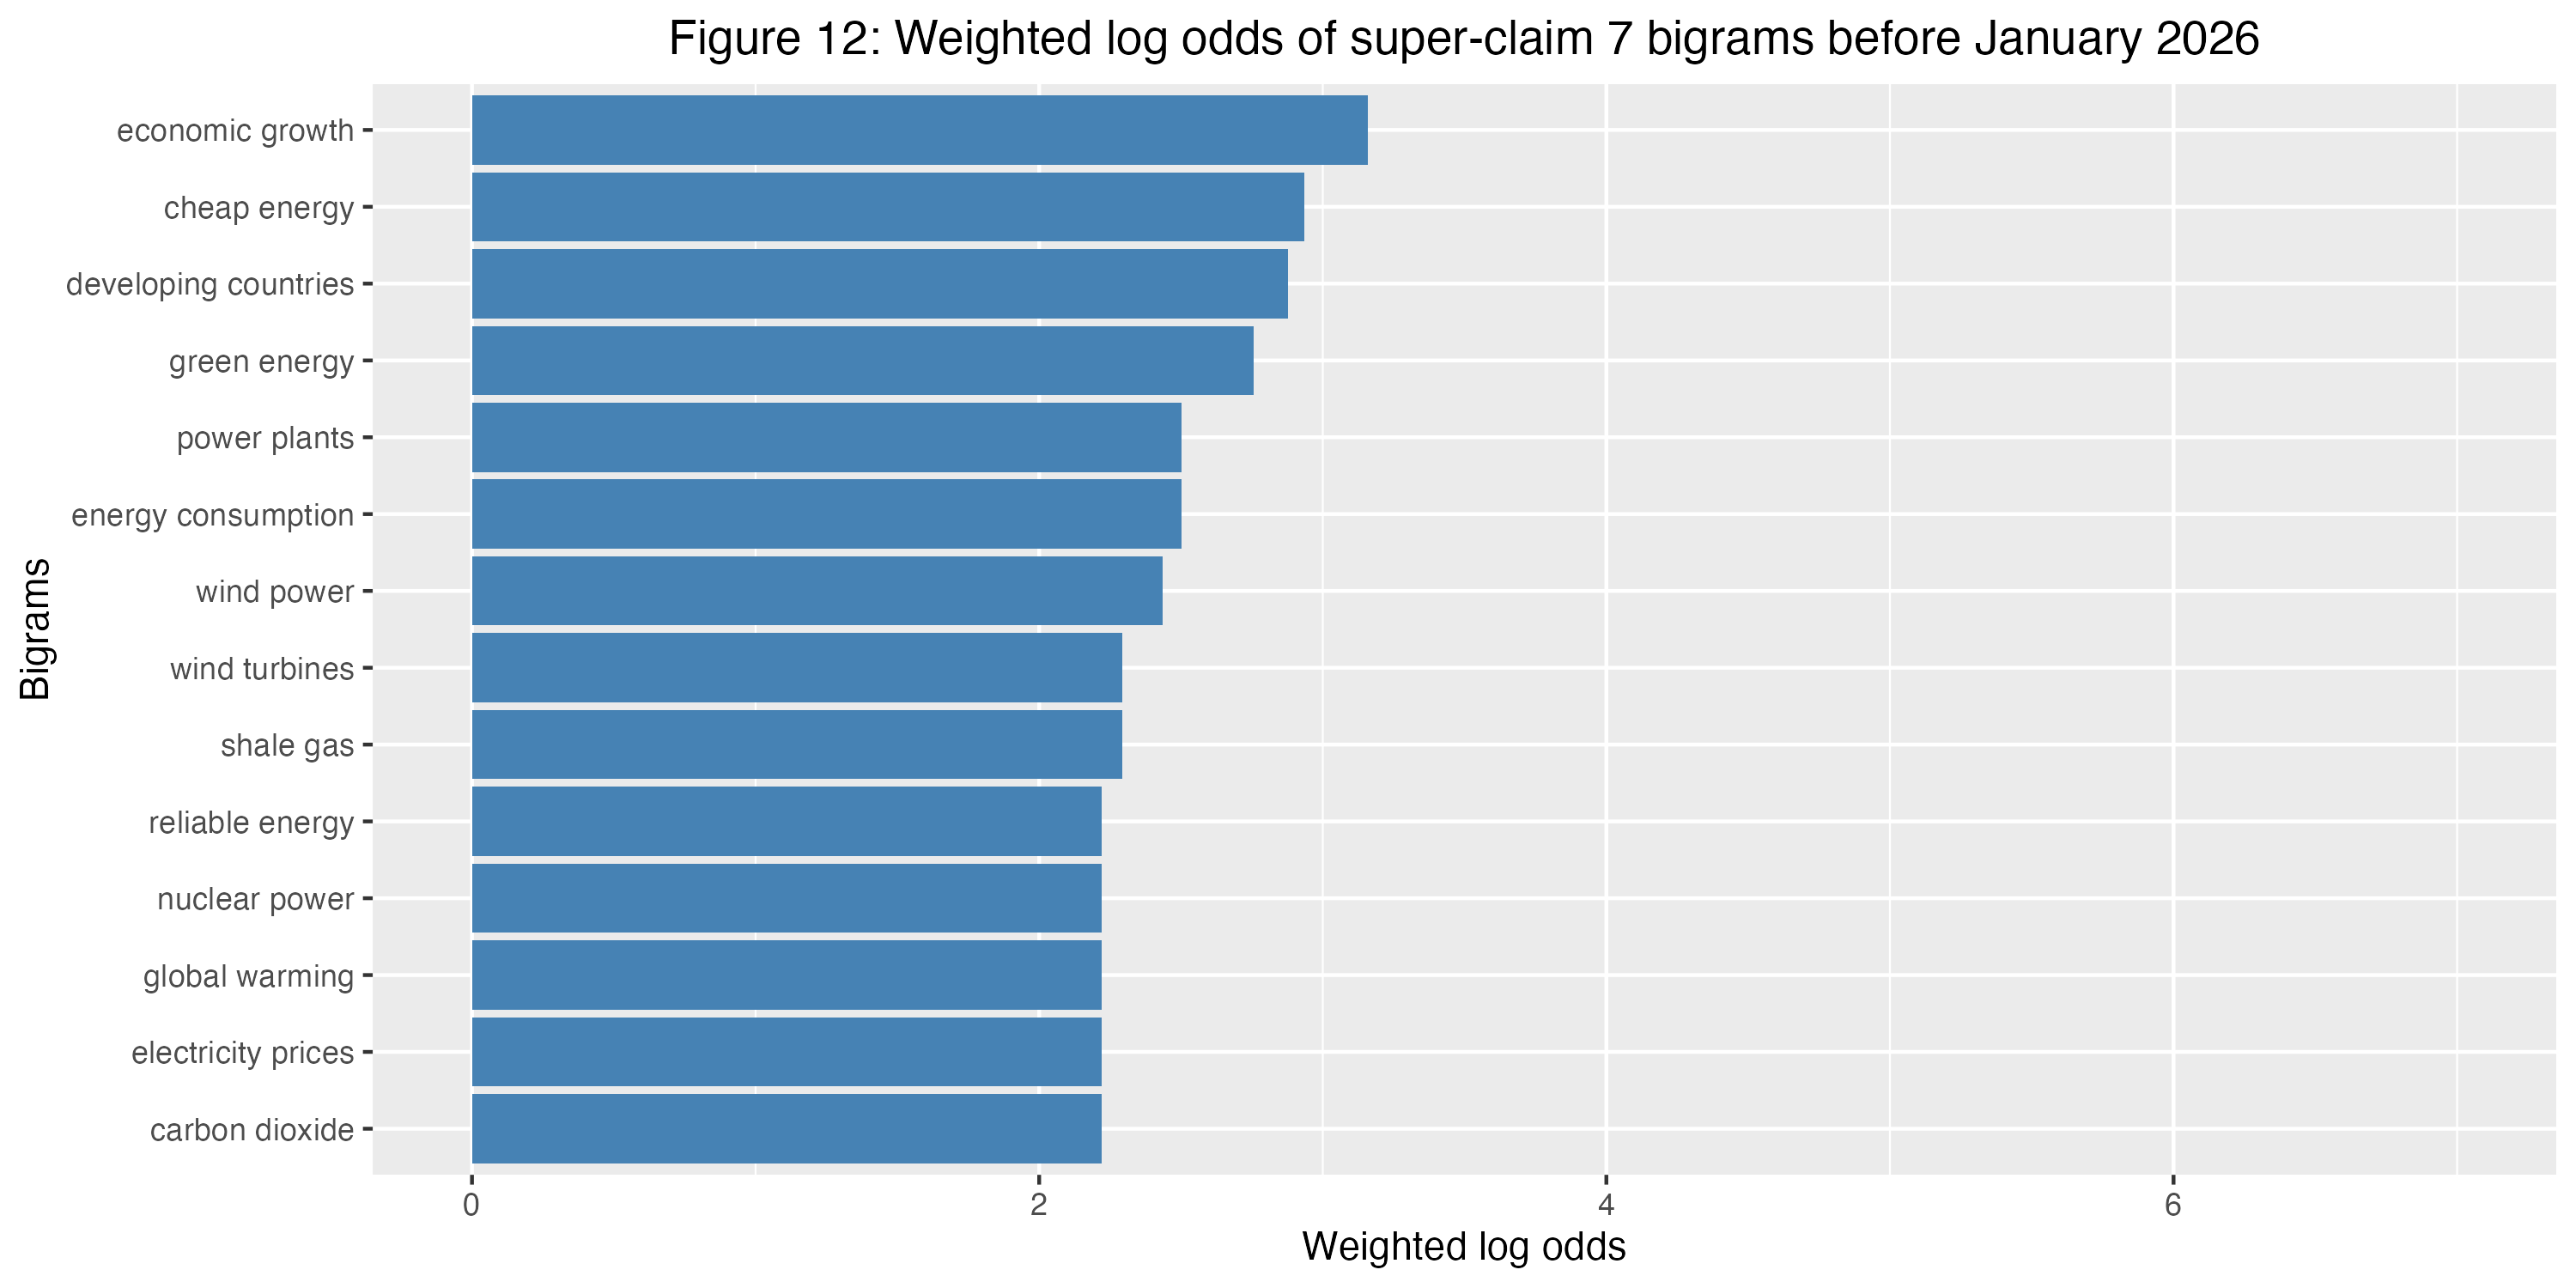 Figure 12: Weighted log odds of super-claim 7 bigrams before January 2026
economic growth
cheap energy
developing countries
green energy
power plants
energy consumption
wind power
wind turbines
shale gas
reliable energy
nuclear power
global warming
electricity prices
carbon dioxide
Bigrams
0 2 4 6
Weighted log odds